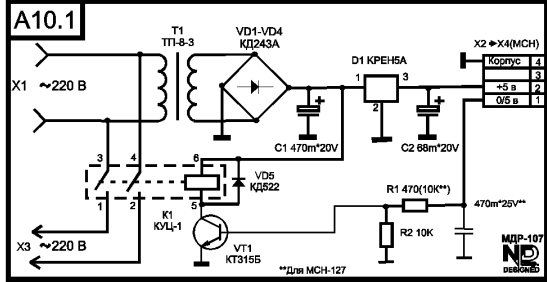 А10.1
Т1
ТП-8-3
VD1-VD4
КД243А
X2 ➔X4(МСН)
Корпус 4
3
+5 в 2
0/5 в 1
D1 КРЕН5А
1 3
2
X1 ~220 В
C1 470m*20V
C2 68m*20V
3 4
6
VD5
КД522
1 2
5
K1
КУЦ-1
X3 ~220 В
VT1
КТ315Б
R1 470(10K**)
470m*25V**
R2 10K
**Для МСН-127
МДР-107
ND
DESIGNED